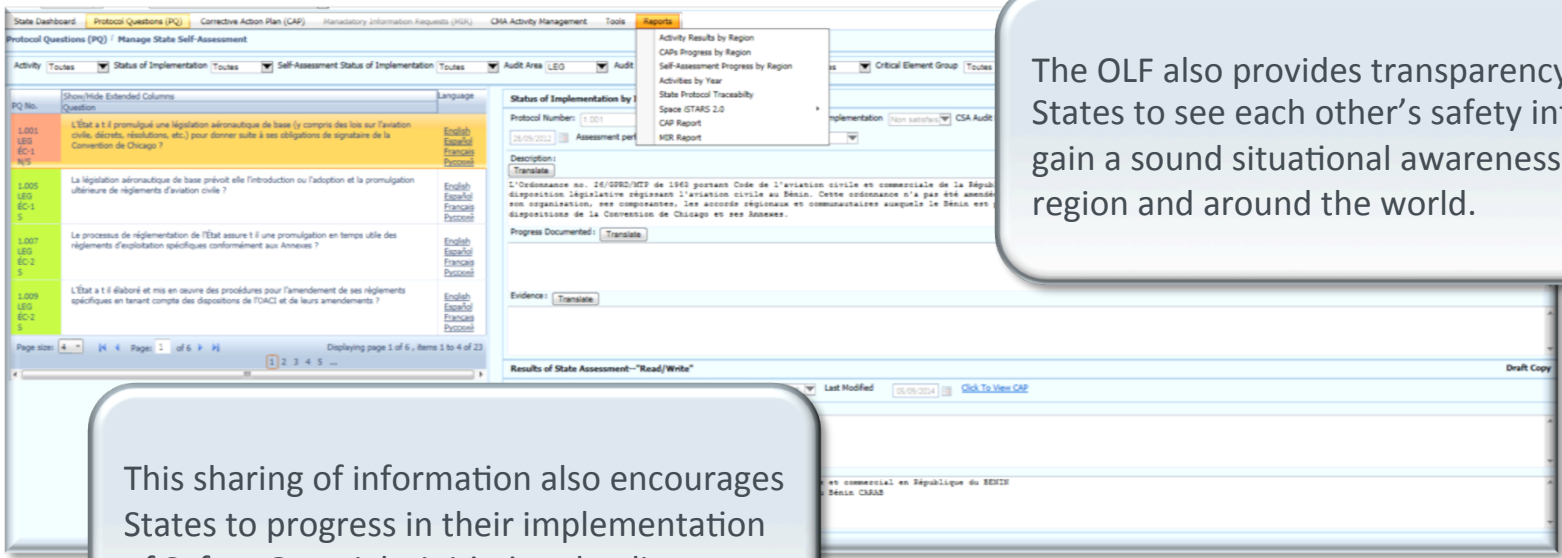 State Dashboard Protocol Questions (PQ) Corrective Action Plan (CAP) Manadatory Information Requests (MIR) CMA Activity Management Tools Reports
Protocol Questions (PQ) / Manage State Self-Assessment
Activity Results by Region
CAPs Progress by Region
Self-Assessment Progress by Region
Activities by Year
State Protocol Traceabilty
Space iSTARS 2.0
CAP Report
MIR Report
Activity Toutes Status of Implementation Toutes Self-Assessment Status of Implementation Toutes Audit Area LEG Audit
Critical Element Group Toutes
PQ No. Show/Hide Extended Columns Language
Question
1.001
LEG
ÉC-1
N/S
L'État a t il promulgué une législation aéronautique de base (y compris des lois sur l'aviation
civile, décrets, résolutions, etc.) pour donner suite à ses obligations de signataire de la
Convention de Chicago ?
English
Español
Français
Русский
1.005
LEG
ÉC-1
S
La législation aéronautique de base prévoit elle l'introduction ou l'adoption et la promulgation
ultérieure de règlements d'aviation civile ?
English
Español
Français
Русский
1.007
LEG
ÉC-2
S
Le processus de réglementation de l'État assure t il une promulgation en temps utile des
règlements d'exploitation spécifiques conformément aux Annexes ?
English
Español
Français
Русский
1.009
LEG
ÉC-2
S
L'État a t il élaboré et mis en œuvre des procédures pour l'amendement de ses règlements
spécifiques en tenant compte des dispositions de l'OACI et de leurs amendements ?
English
Español
Français
Русский
Page size: 4 Page: 1 of 6 Displaying page 1 of 6, items 1 to 4 of 23
1 2 3 4 5 ...
Status of Implementation by
Protocol Number: 1.001 Implementation Non satisfais CSA Audit
26/09/2012 Assessment per
Description:
Translate
L'Ordonnance no. 26/GPRD/MTP de 1963 portant Code de l'aviation civile et commerciale de la Répub
disposition législative régissant l'aviation civile au Bénin. Cette ordonnance n'a pas été amendé
son organisation, ses composantes, les accords régionaux et communautaires auxquels le Bénin est
dispositions de la Convention de Chicago et ses Annexes.
Progress Documented: Translate
Evidence: Translate
Results of State Assessment--"Read/Write" Draft Copy
Last Modified 05/09/2014 Click To View CAP
et commercial en République du BENIN
Bénin CARAB
The OLF also provides transparency
States to see each other's safety in
gain a sound situational awareness
region and around the world.
This sharing of information also encourages
States to progress in their implementation